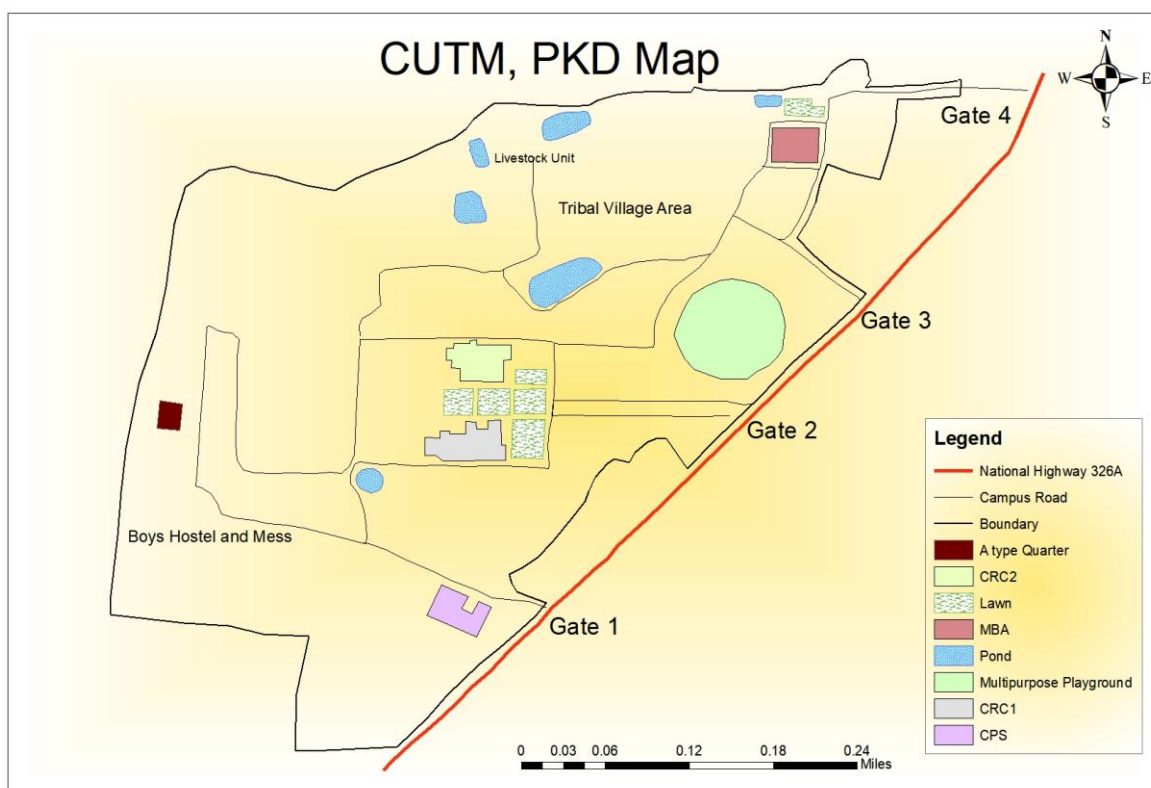 CUTM, PKD Map
N
W E
S
Gate 4
Livestock Unit
Tribal Village Area
Gate 3
Gate 2
Boys Hostel and Mess
Gate 1
Legend
National Highway 326A
Campus Road
Boundary
A type Quarter
CRC2
Lawn
MBA
Pond
Multipurpose Playground
CRC1
CPS
0 0.03 0.06 0.12 0.18 0.24
Miles